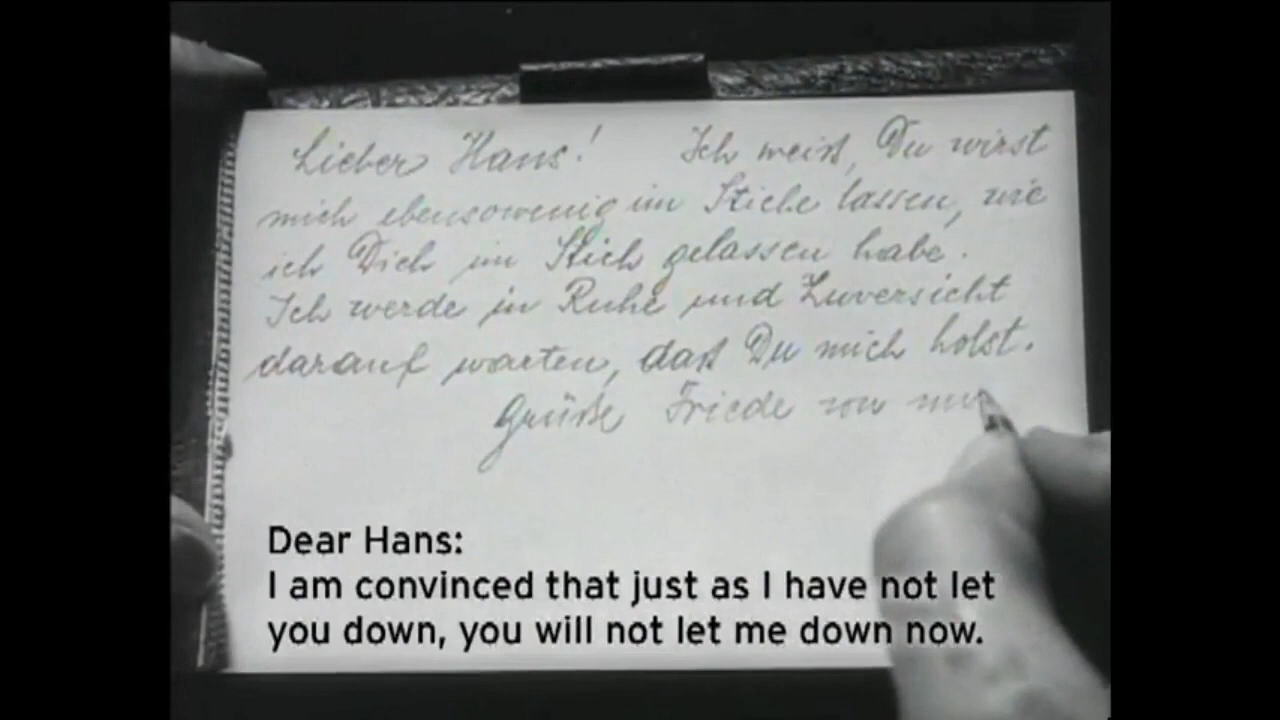 Lieber Hans! Ich weiß, Du wirst
mich ebensowenig im Stiche lassen, wie
ich Dich im Stich gelassen habe.
Ich werde in Ruhe und Zuversicht
darauf warten, daß Du mich holst.
Grüße Friede von
Dear Hans:
I am convinced that just as I have not let
you down, you will not let me down now.